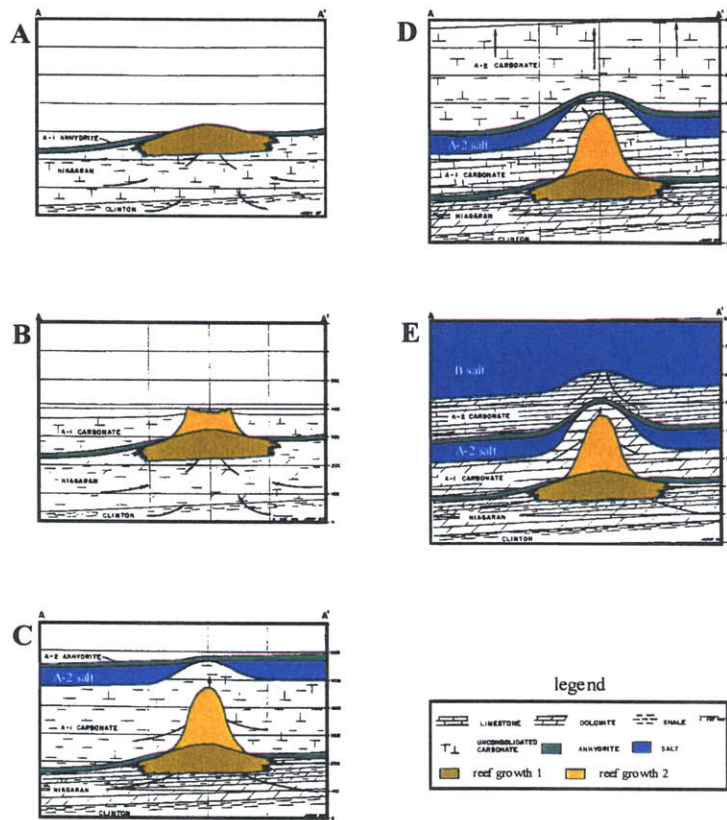 A
A A'
A-1 ANHYDRITE
NIAGARAN
CLINTON
B
A A'
A-1 CARBONATE
NIAGARAN
CLINTON
C
A A'
A-2 ANHYDRITE
A-2 salt
A-1 CARBONATE
NIAGARAN
CLINTON
D
A A'
A-2 CARBONATE
A-2 salt
A-1 CARBONATE
NIAGARAN
CLINTON
E
A A'
B salt
A-2 CARBONATE
A-2 salt
A-1 CARBONATE
NIAGARAN
CLINTON
legend
LIMESTONE DOLOMITE SHALE
UNCONSOLIDATED
CARBONATE ANHYDRITE SALT
reef growth 1 reef growth 2